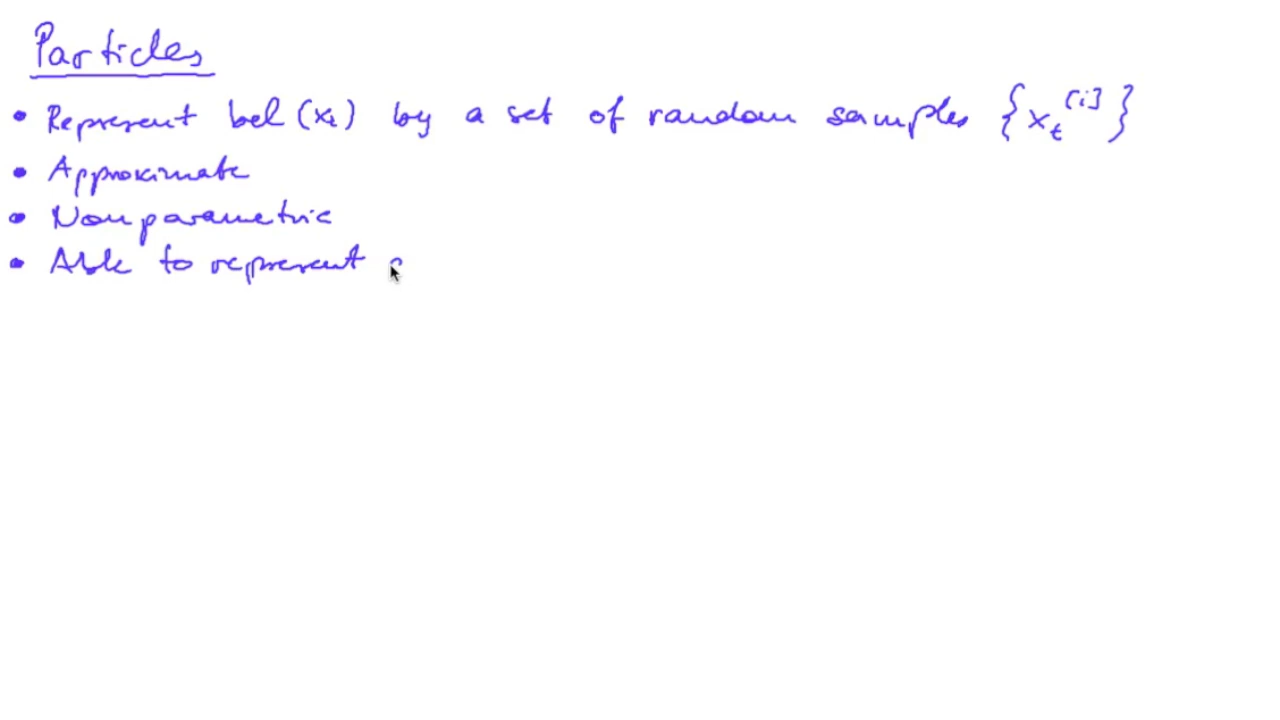 Particles
• Represent bel (xₜ) by a set of random samples {xₜ^[i]}
• Approximate
• Nonparametric
• Able to represent